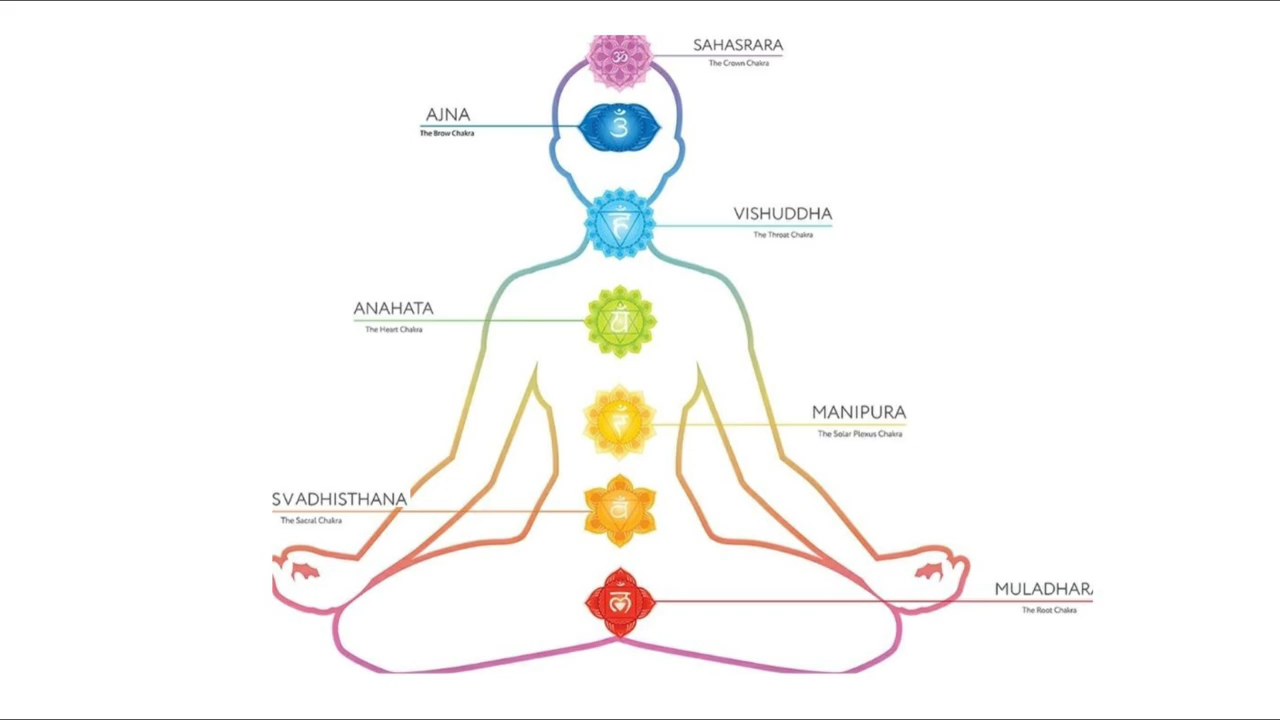 SAHASRARA
The Crown Chakra
ॐ
AJNA
The Brow Chakra
VISHUDDHA
The Throat Chakra
ANAHATA
The Heart Chakra
यं
MANIPURA
The Solar Plexus Chakra
SVADHISTHANA
The Sacral Chakra
MULADHAR
The Root Chakra